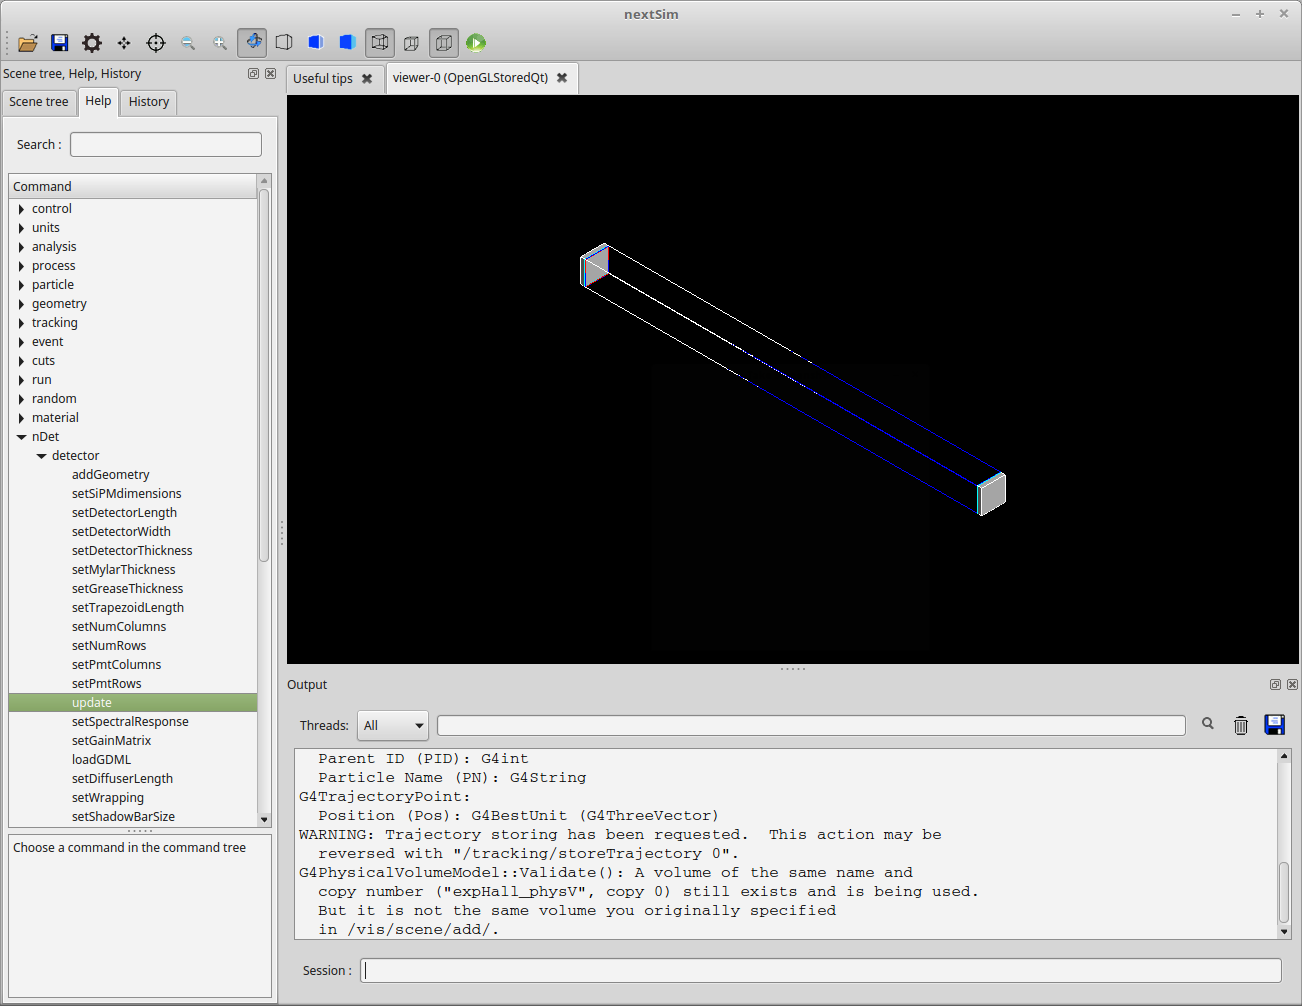 nextSim
Scene tree, Help, History
Useful tips
viewer-0 (OpenGLStoredQt)
Scene tree
Help
History
Search :
Command
control
units
analysis
process
particle
geometry
tracking
event
cuts
run
random
material
nDet
detector
addGeometry
setSiPMdimensions
setDetectorLength
setDetectorWidth
setDetectorThickness
setMylarThickness
setGreaseThickness
setTrapezoidLength
setNumColumns
setNumRows
setPmtColumns
setPmtRows
update
setSpectralResponse
setGainMatrix
loadGDML
setDiffuserLength
setWrapping
setShadowBarSize
Choose a command in the command tree
Output
Threads:
All
Parent ID (PID): G4int
Particle Name (PN): G4String
G4TrajectoryPoint:
Position (Pos): G4BestUnit (G4ThreeVector)
WARNING: Trajectory storing has been requested.  This action may be
reversed with "/tracking/storeTrajectory 0".
G4PhysicalVolumeModel::Validate(): A volume of the same name and
copy number ("expHall_physV", copy 0) still exists and is being used.
But it is not the same volume you originally specified
in /vis/scene/add/.
Session :